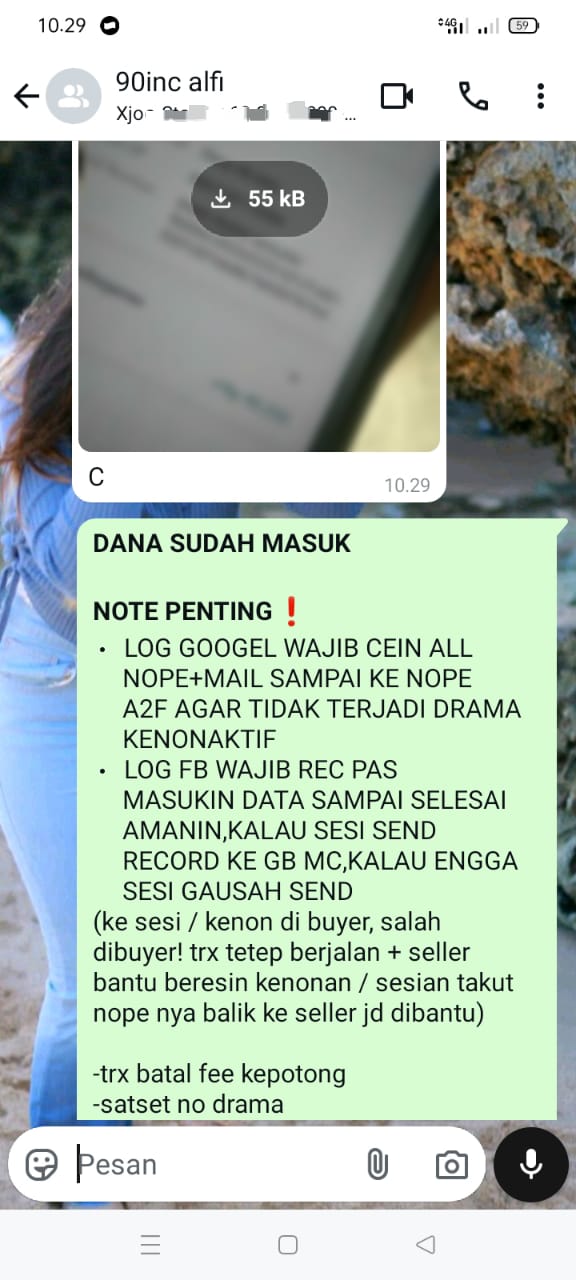 10.29
4G
59
90inc alfi
55 kB
C
10.29
DANA SUDAH MASUK
NOTE PENTING❗
• LOG GOOGEL WAJIB CEIN ALL
NOPE+MAIL SAMPAI KE NOPE
A2F AGAR TIDAK TERJADI DRAMA
KENONAKTIF
• LOG FB WAJIB REC PAS
MASUKIN DATA SAMPAI SELESAI
AMANIN,KALAU SESI SEND
RECORD KE GB MC,KALAU ENGGA
SESI GAUSAH SEND
(ke sesi / kenon di buyer, salah
dibuyer! trx tetep berjalan + seller
bantu beresin kenonan / sesian takut
nope nya balik ke seller jd dibantu)
-trx batal fee kepotong
-satset no drama
Pesan